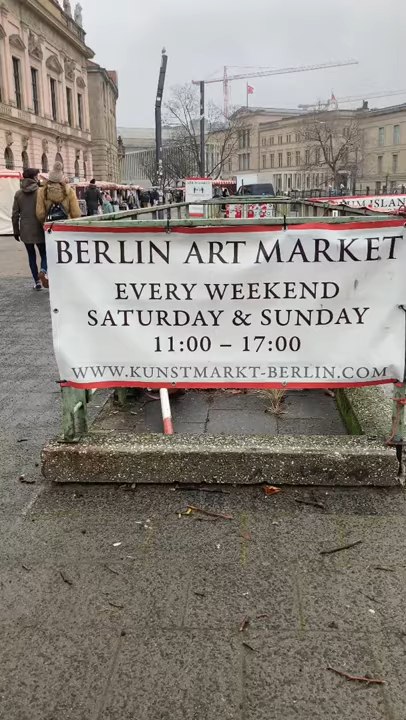 BERLIN ART MARKET
EVERY WEEKEND
SATURDAY & SUNDAY
11:00 – 17:00
WWW.KUNSTMARKT-BERLIN.COM